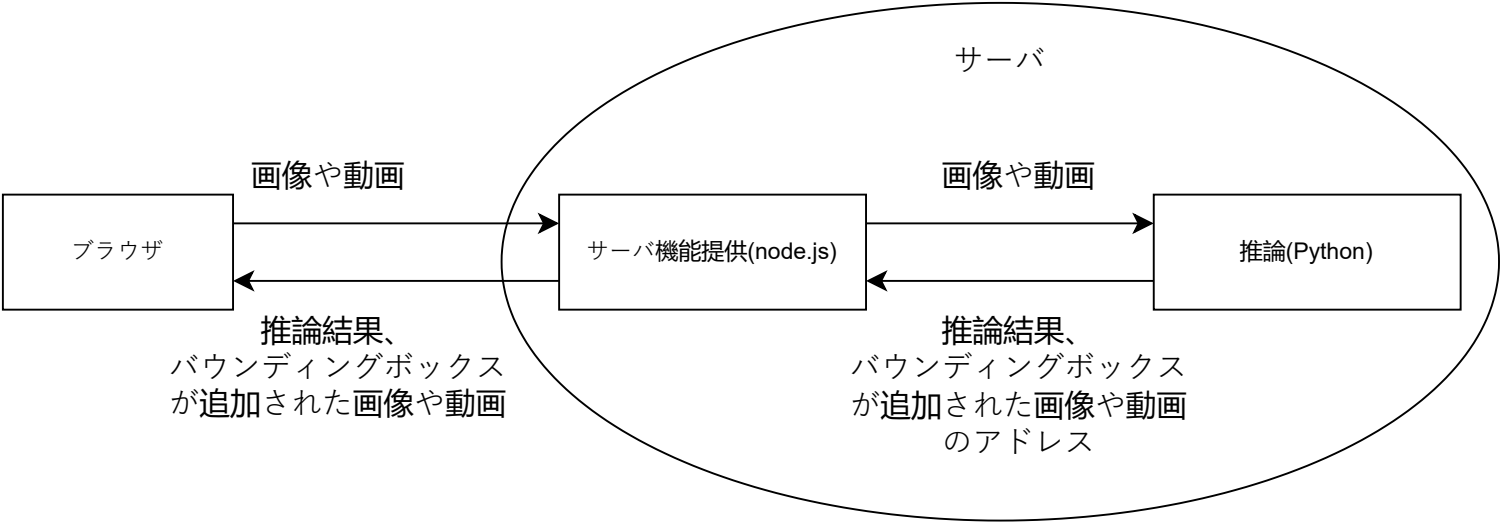 サーバ
画像や動画
画像や動画
ブラウザ
サーバ機能提供(node.js)
推論(Python)
推論結果、
バウンディングボックス
が追加された画像や動画
推論結果、
バウンディングボックス
が追加された画像や動画
のアドレス